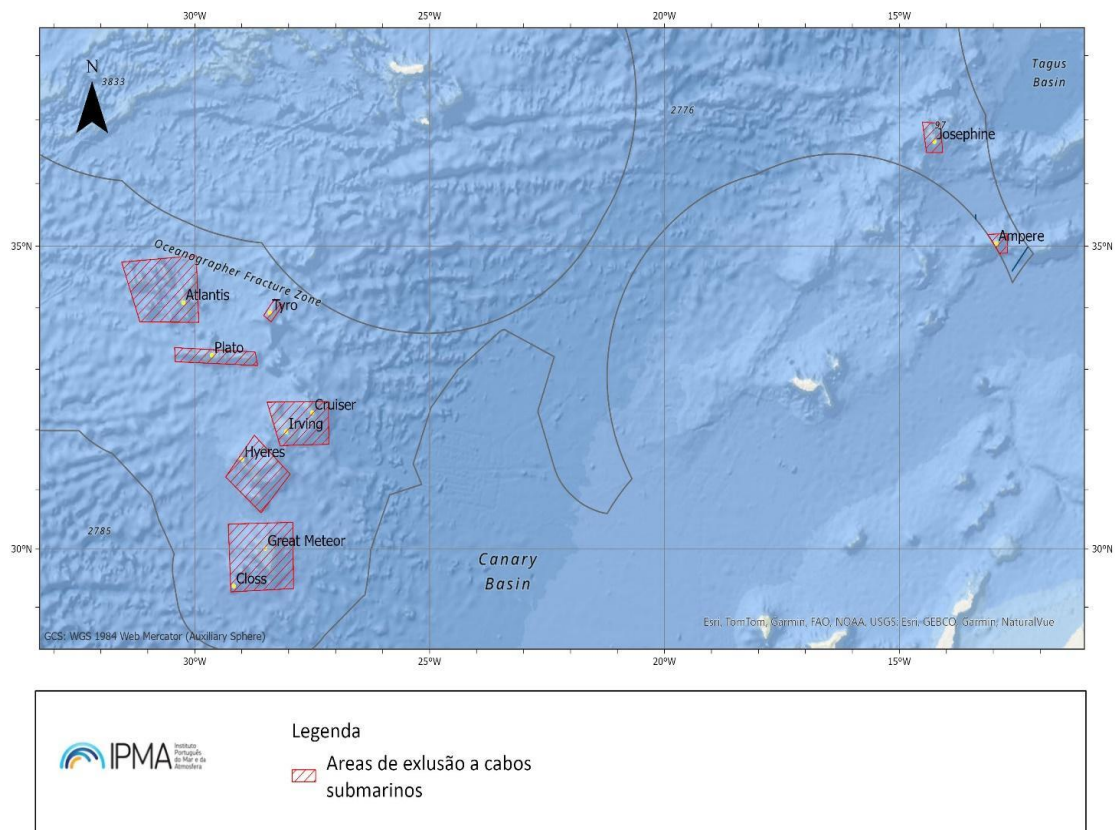 30°W 25°W 20°W 15°W
N
3833
Tagus
Basin
2776
97
Josephine
Ampere
35°N 35°N
Oceanographer Fracture Zone
Atlantis
Tyro
Plato
Cruiser
Irving
Hyeres
2785
Great Meteor
30°N 30°N
Canary
Basin
Closs
GCS: WGS 1984 Web Mercator (Auxiliary Sphere)
Esri, TomTom, Garmin, FAO, NOAA, USGS, Esri, GEBCO, Garmin, NaturalVue
30°W 25°W 20°W 15°W
Legenda
IPMA
Instituto
Português
do Mar e da
Atmosfera
Areas de exlusão a cabos
submarinos